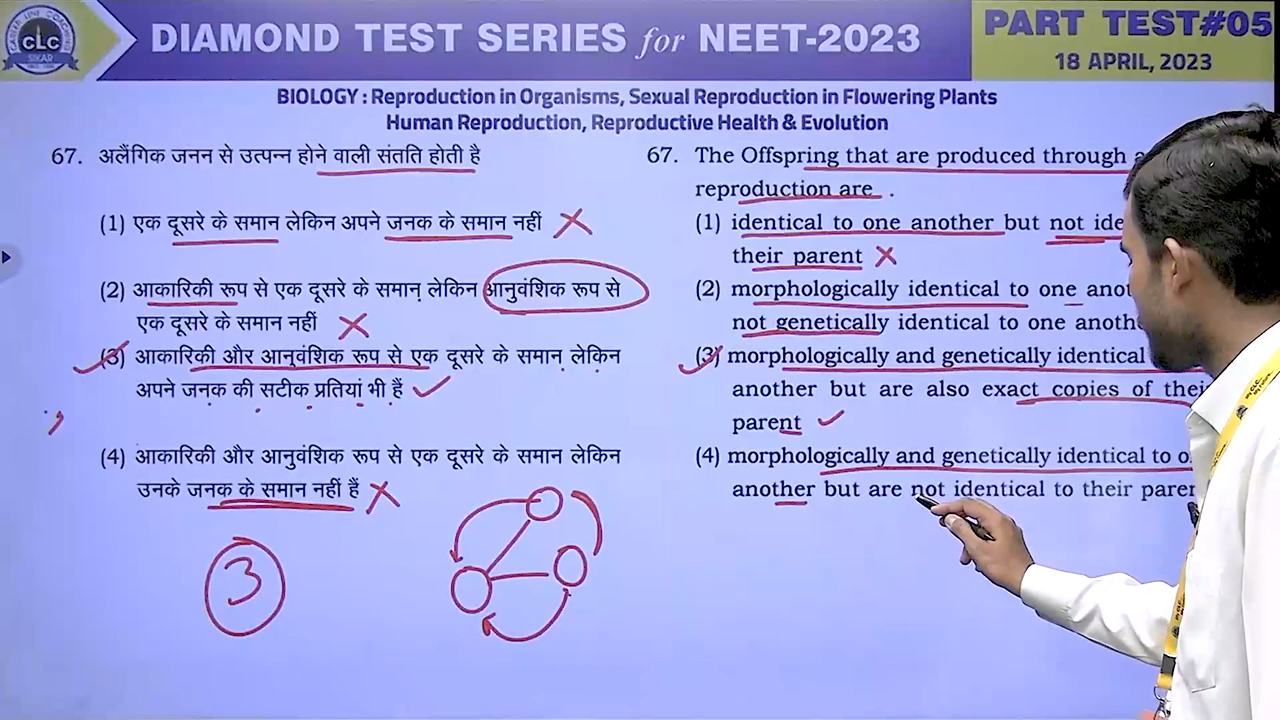 CLC
SIKAR
DIAMOND TEST SERIES for NEET-2023
PART TEST#05
18 APRIL, 2023
BIOLOGY : Reproduction in Organisms, Sexual Reproduction in Flowering Plants
Human Reproduction, Reproductive Health & Evolution
67. अलैंगिक जनन से उत्पन्न होने वाली संतति होती है
(1) एक दूसरे के समान लेकिन अपने जनक के समान नहीं
(2) आकारिकी रूप से एक दूसरे के समान लेकिन आनुवंशिक रूप से
एक दूसरे के समान नहीं
(3) आकारिकी और आनुवंशिक रूप से एक दूसरे के समान लेकिन
अपने जनक की सटीक प्रतियां भी हैं
(4) आकारिकी और आनुवंशिक रूप से एक दूसरे के समान लेकिन
उनके जनक के समान नहीं हैं
3
67. The Offspring that are produced through
reproduction are .
(1) identical to one another but not
their parent
(2) morphologically identical to one
not genetically identical to one
(3) morphologically and genetically identical
another but are also exact copies of their
parent
(4) morphologically and genetically identical to
another but are not identical to their